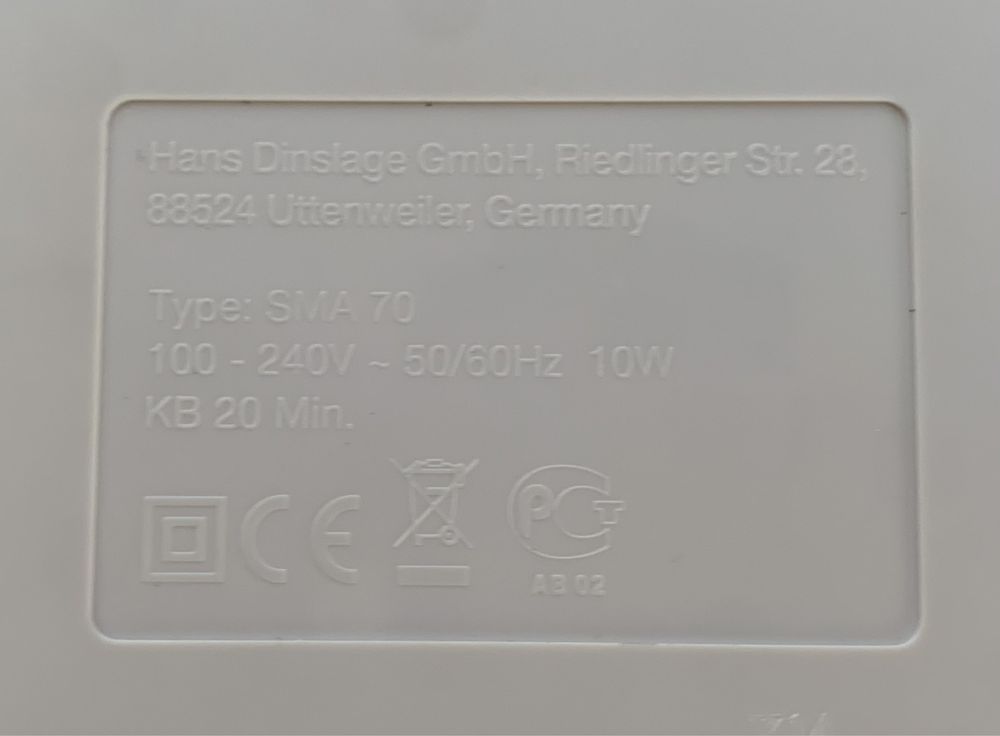 Hans Dinslage GmbH, Riedlinger Str. 28,
88524 Uttenweiler, Germany
Type: SMA 70
100 - 240V ~ 50/60Hz 10W
KB 20 Min.
CE PCT
AB 02